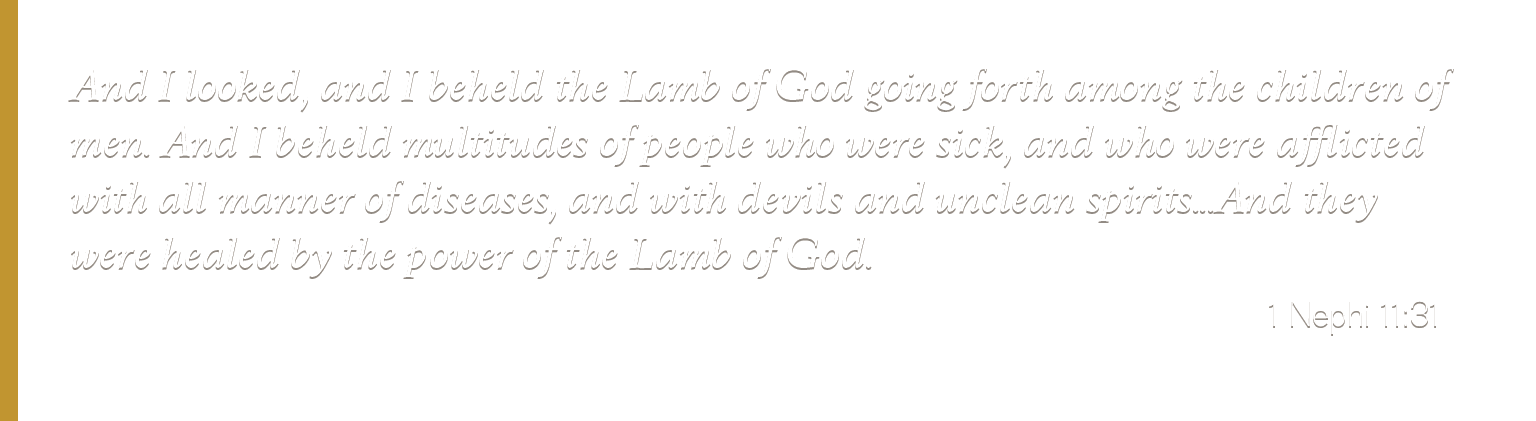 And I looked, and I beheld the Lamb of God going forth among the children of
men. And I beheld multitudes of people who were sick, and who were afflicted
with all manner of diseases, and with devils and unclean spirits...And they
were healed by the power of the Lamb of God.
1 Nephi 11:31